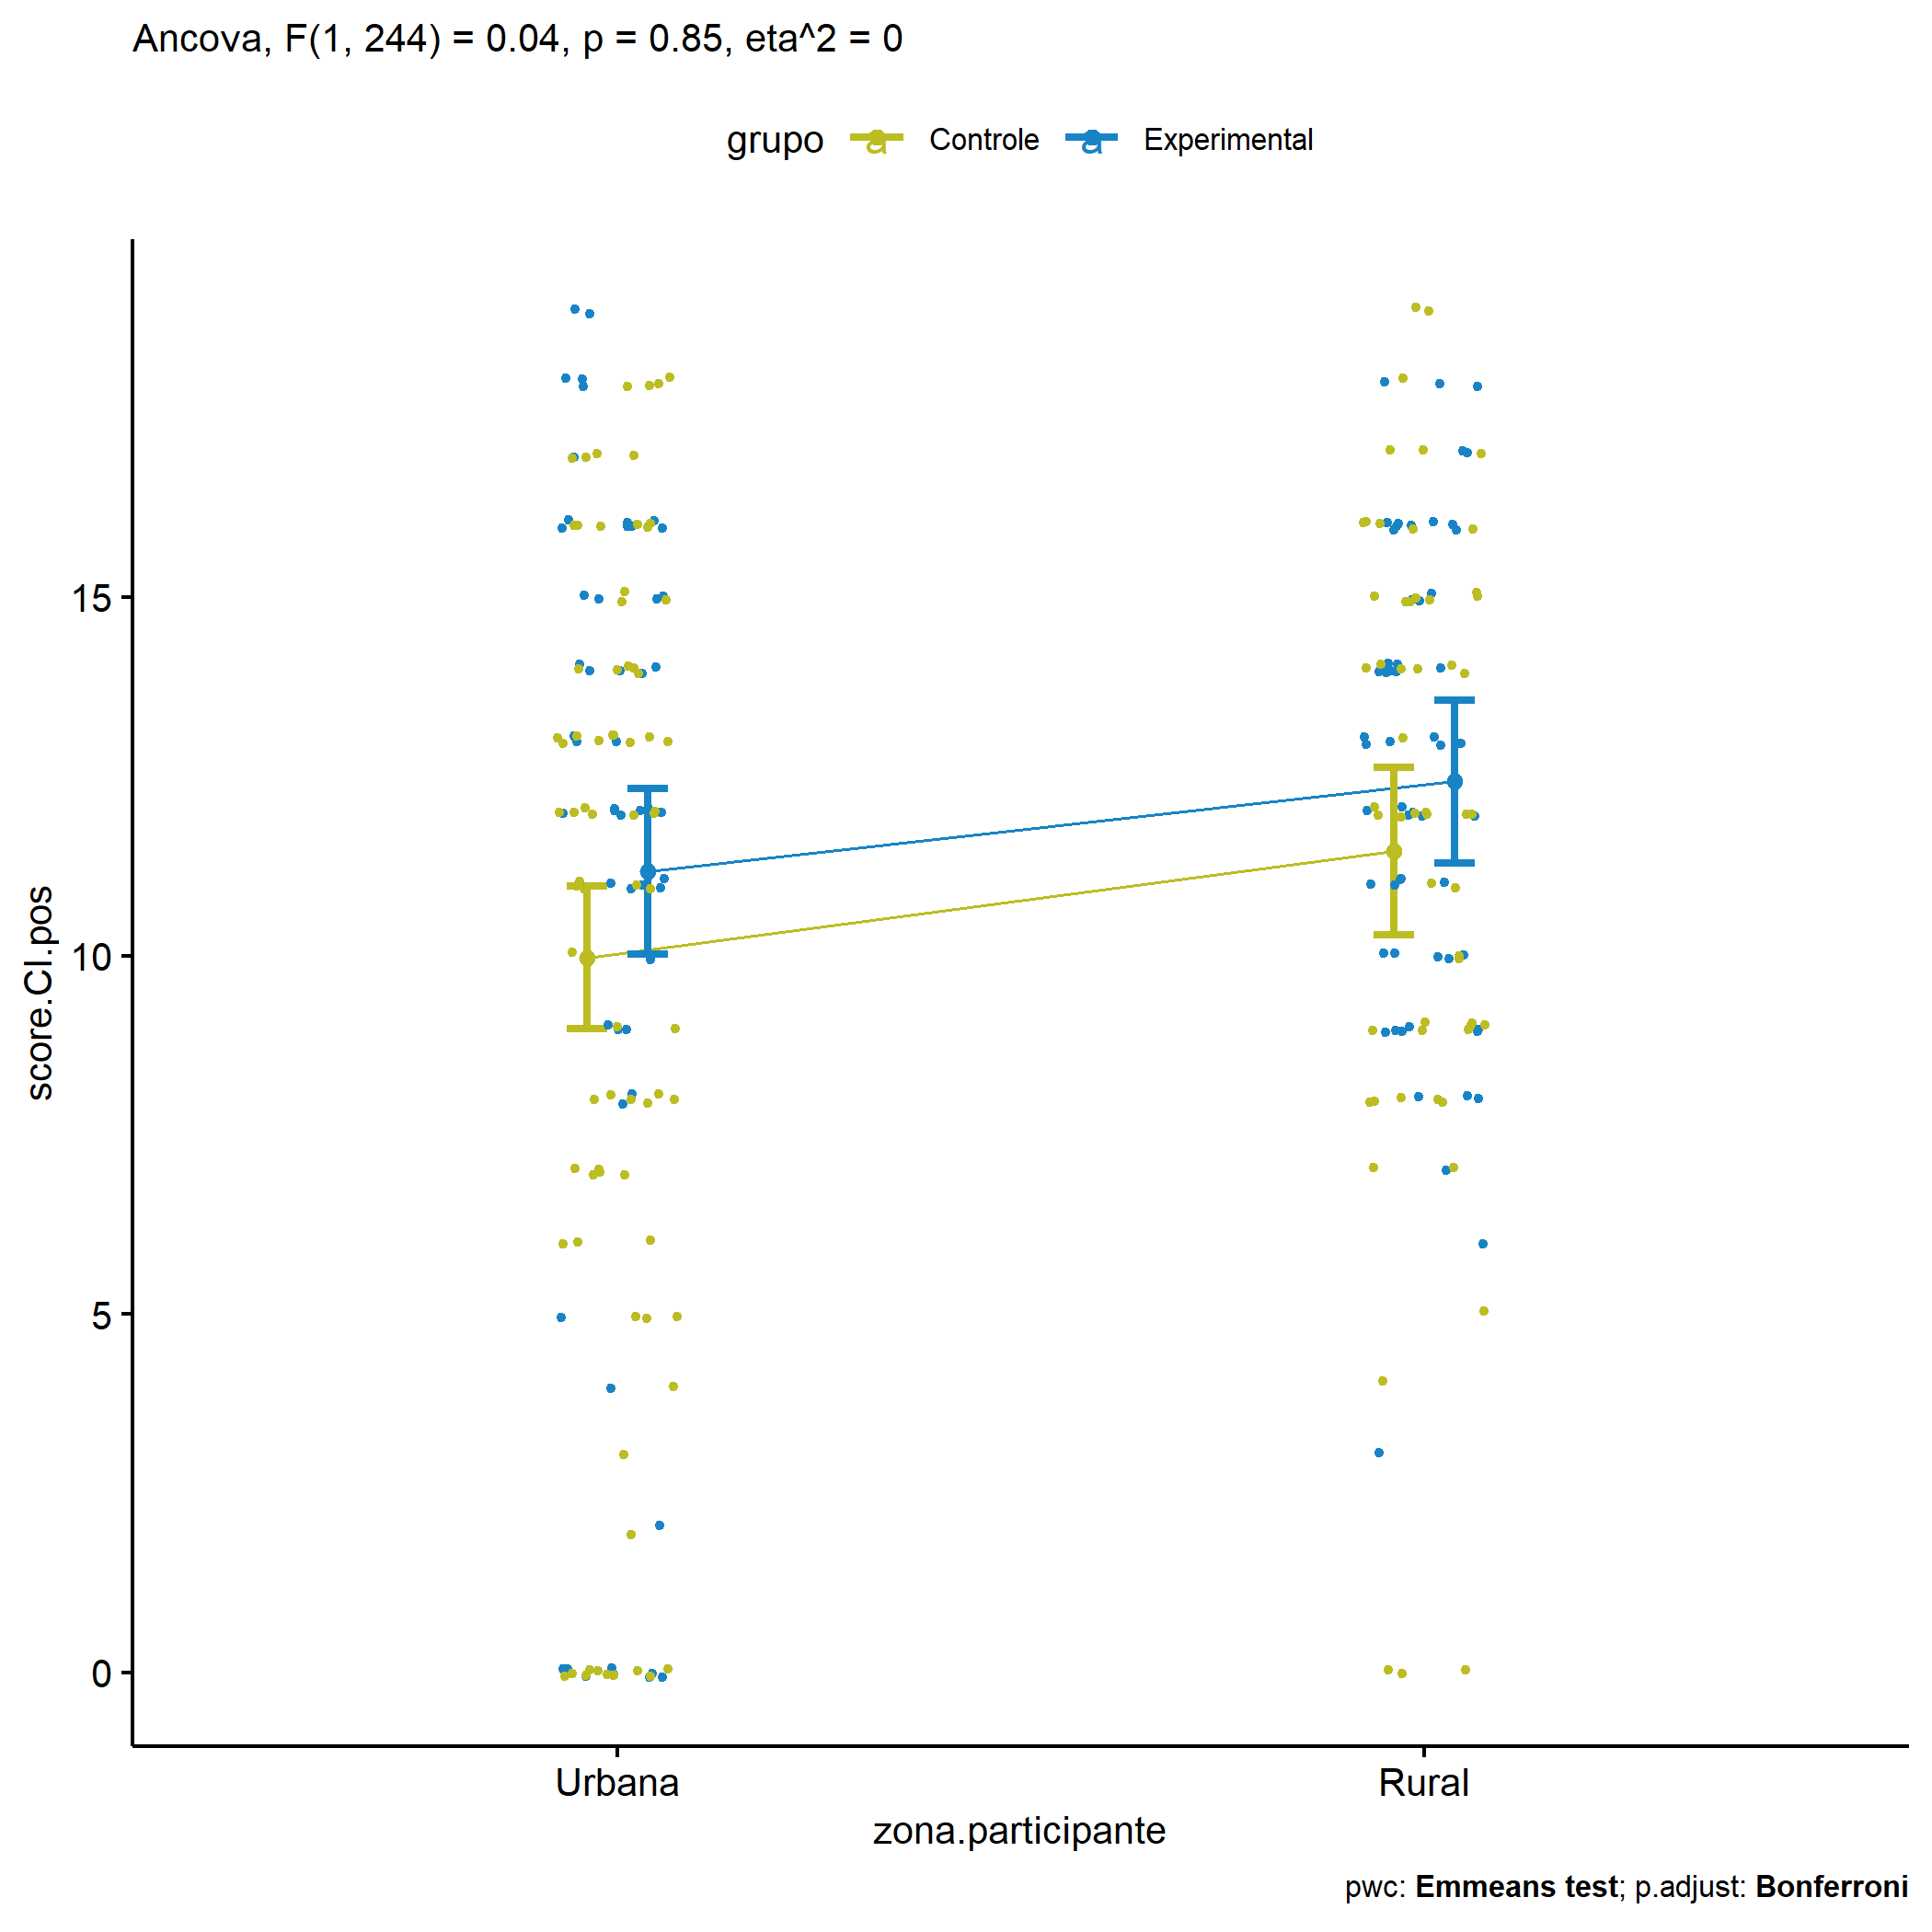 Ancova, F(1, 244) = 0.04, p = 0.85, eta^2 = 0
grupo a Controle a Experimental
score.CI.pos
15
10
5
0
Urbana Rural
zona.participante
pwc: Emmeans test; p.adjust: Bonferroni